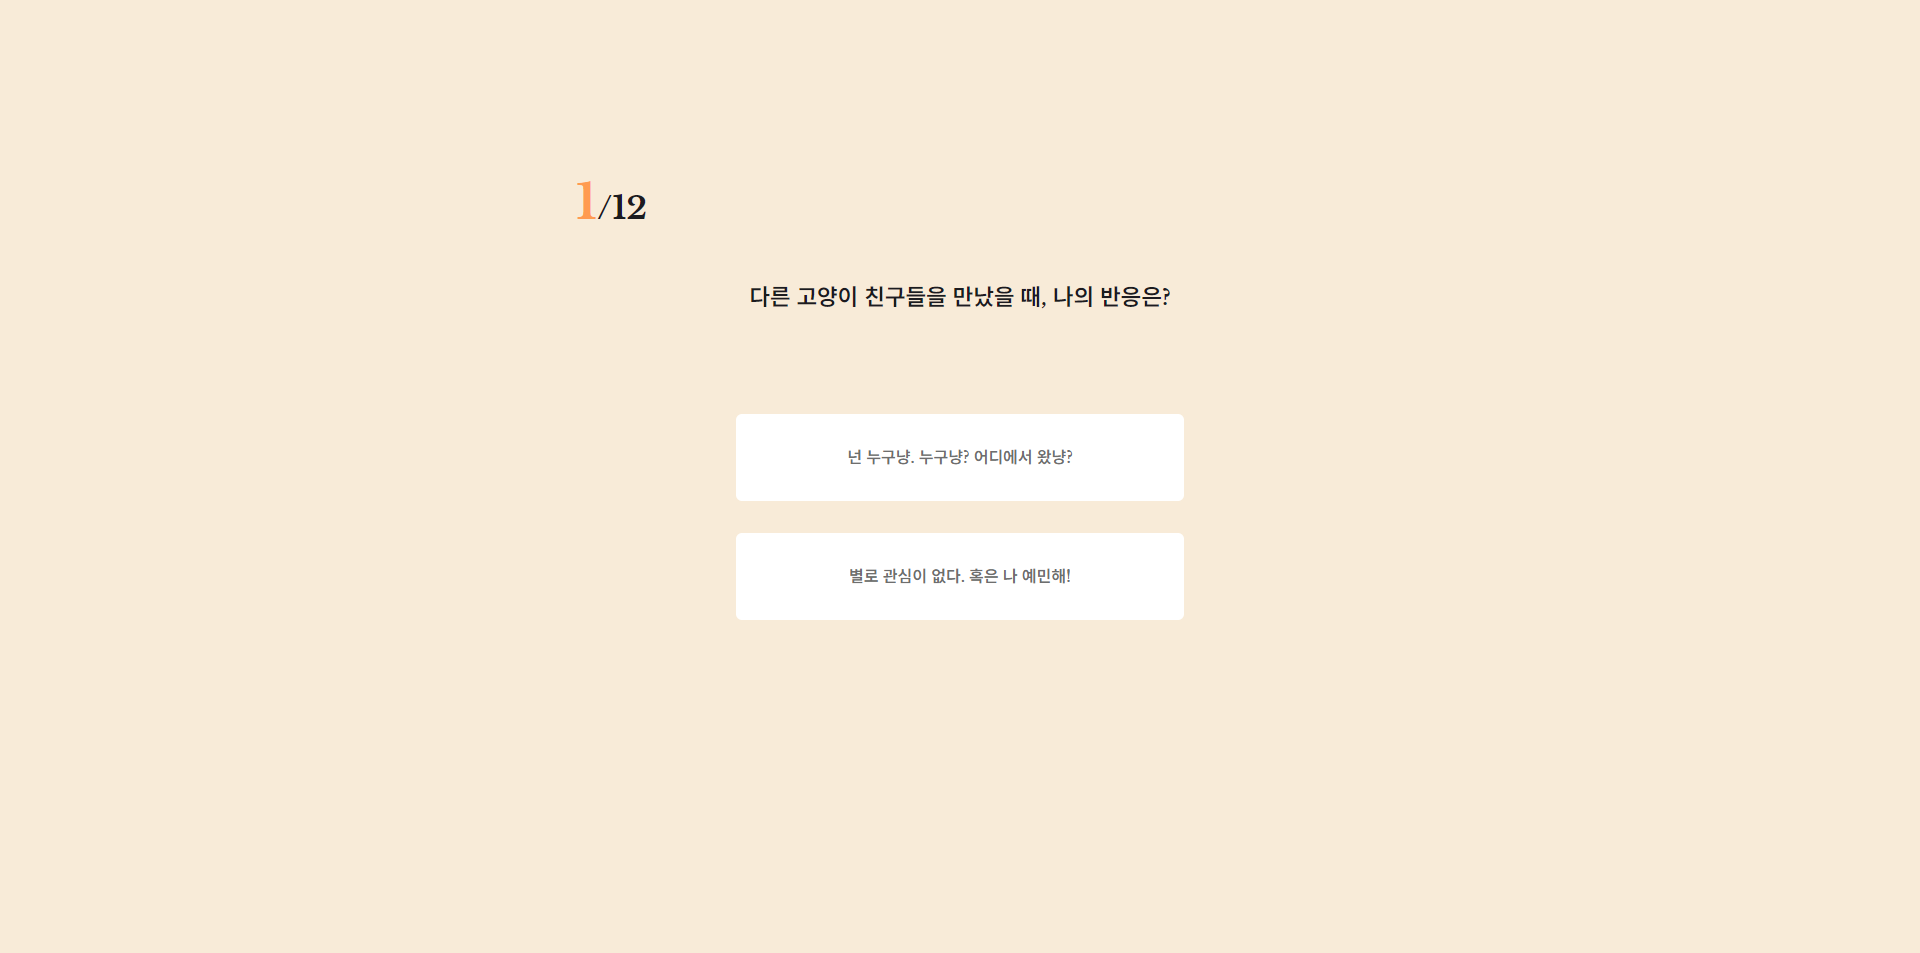 1/12
다른 고양이 친구들을 만났을 때, 나의 반응은?
넌 누구냥. 누구냥? 어디에서 왔냥?
별로 관심이 없다. 혹은 나 예민해!